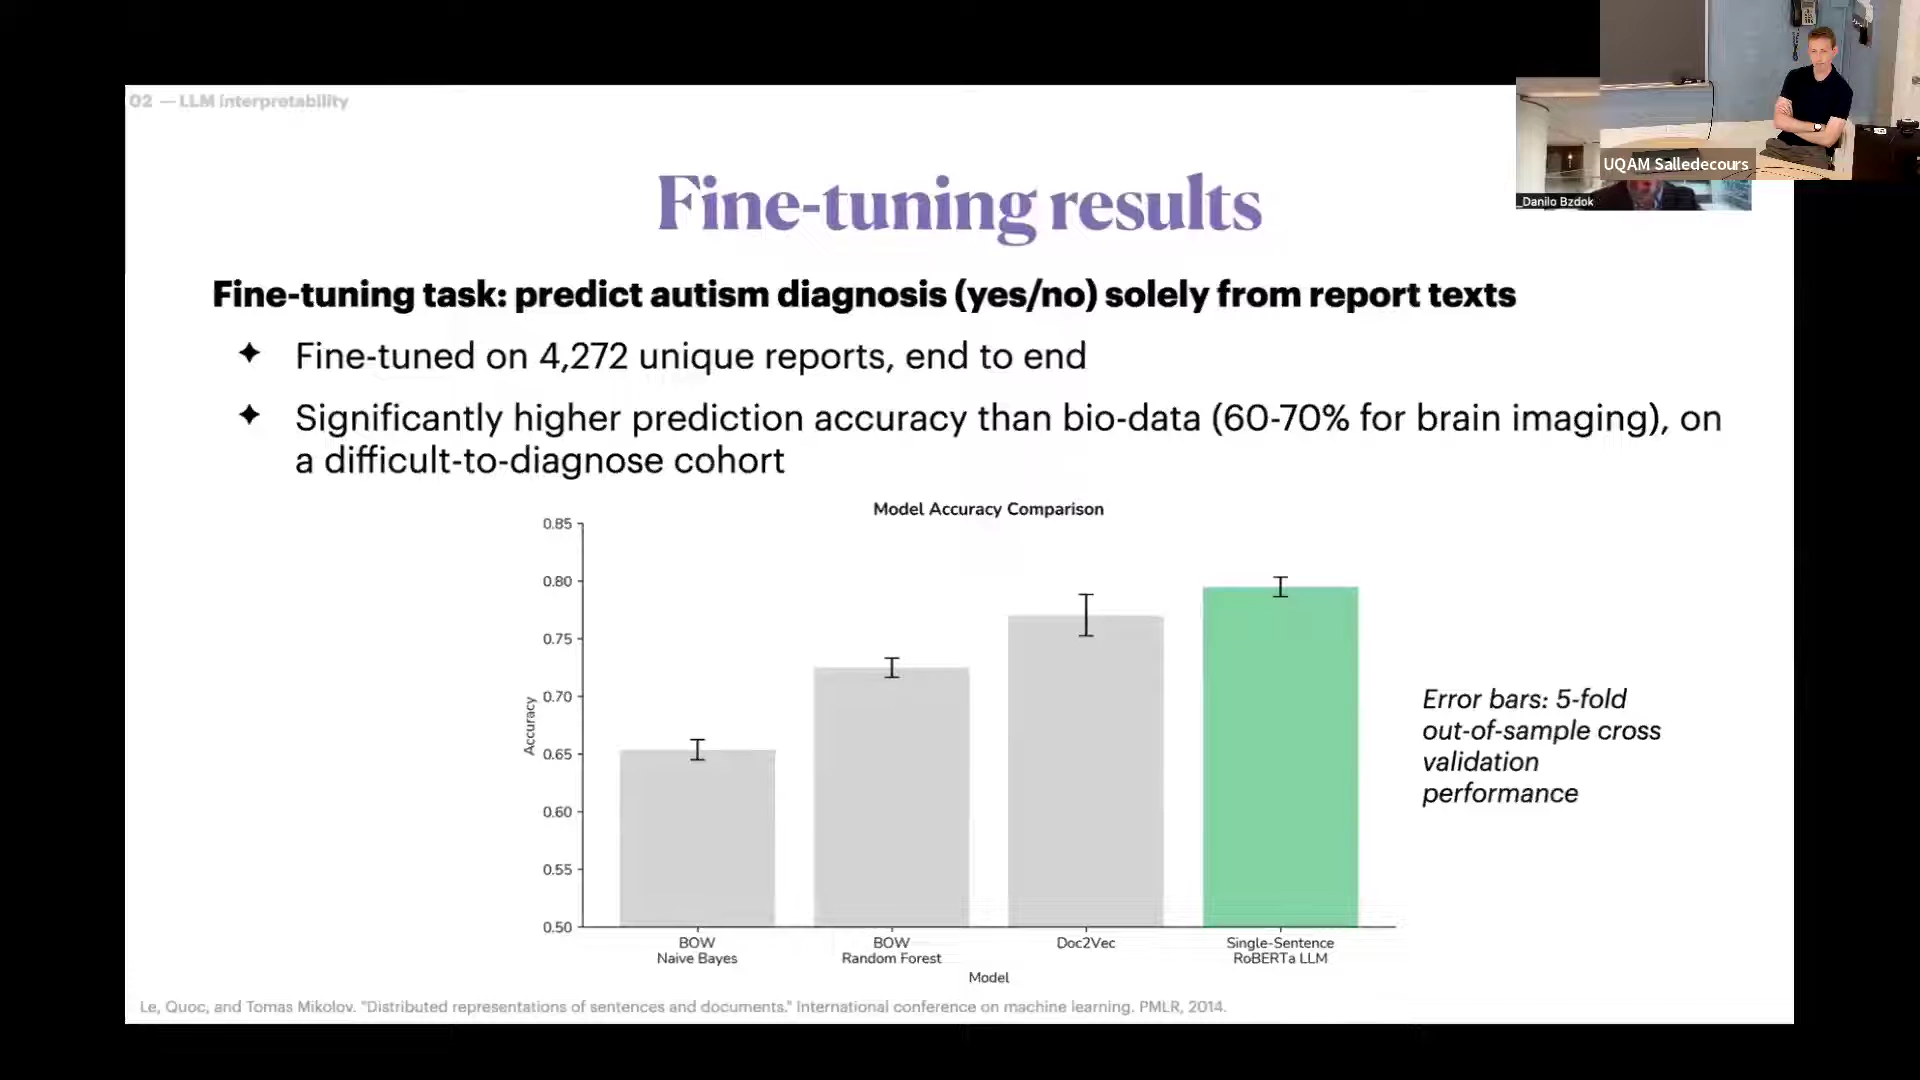 02 — LLM interpretability
UQAM Salledecours
Danilo Bzdok
Fine-tuning results
Fine-tuning task: predict autism diagnosis (yes/no) solely from report texts
✦ Fine-tuned on 4,272 unique reports, end to end
✦ Significantly higher prediction accuracy than bio-data (60-70% for brain imaging), on
a difficult-to-diagnose cohort
Model Accuracy Comparison
0.85
0.80
0.75
0.70
0.65
0.60
0.55
0.50
Accuracy
BOW
Naive Bayes
BOW
Random Forest
Doc2Vec
Single-Sentence
RoBERTa LLM
Model
Error bars: 5-fold
out-of-sample cross
validation
performance
Le, Quoc, and Tomas Mikolov. "Distributed representations of sentences and documents." International conference on machine learning. PMLR, 2014.